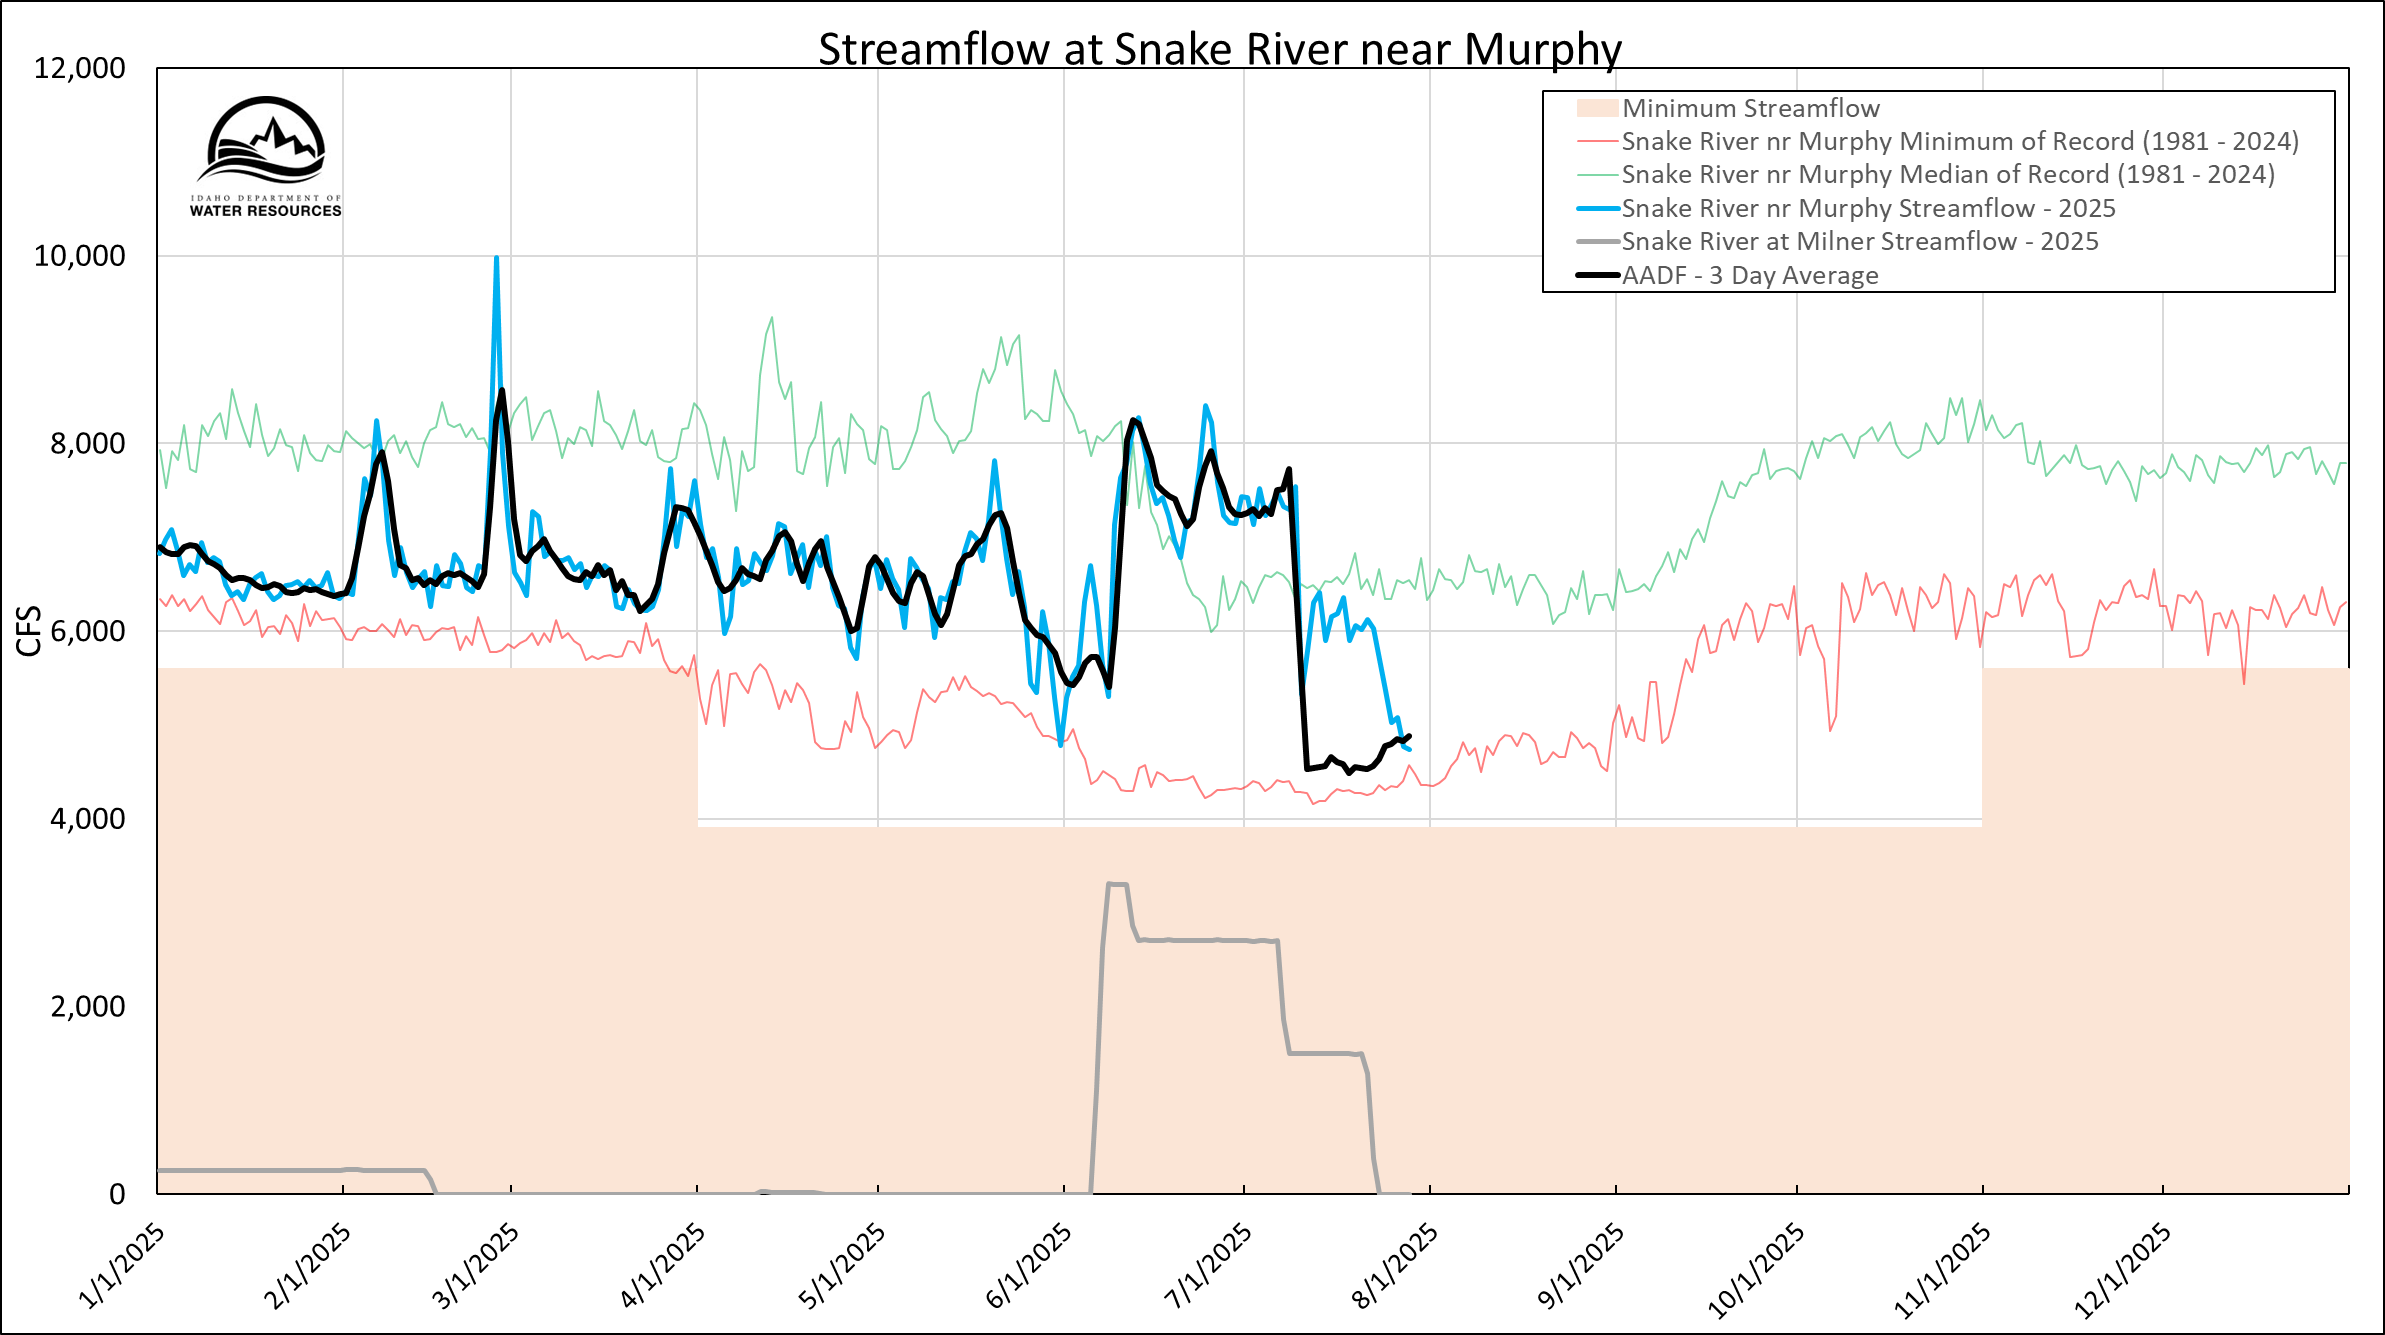 Streamflow at Snake River near Murphy
12,000
10,000
8,000
6,000
4,000
2,000
0
CFS
IDAHO DEPARTMENT OF
WATER RESOURCES
Minimum Streamflow
Snake River nr Murphy Minimum of Record (1981 - 2024)
Snake River nr Murphy Median of Record (1981 - 2024)
Snake River nr Murphy Streamflow - 2025
Snake River at Milner Streamflow - 2025
AADF - 3 Day Average
1/1/2025
2/1/2025
3/1/2025
4/1/2025
5/1/2025
6/1/2025
7/1/2025
8/1/2025
9/1/2025
10/1/2025
11/1/2025
12/1/2025